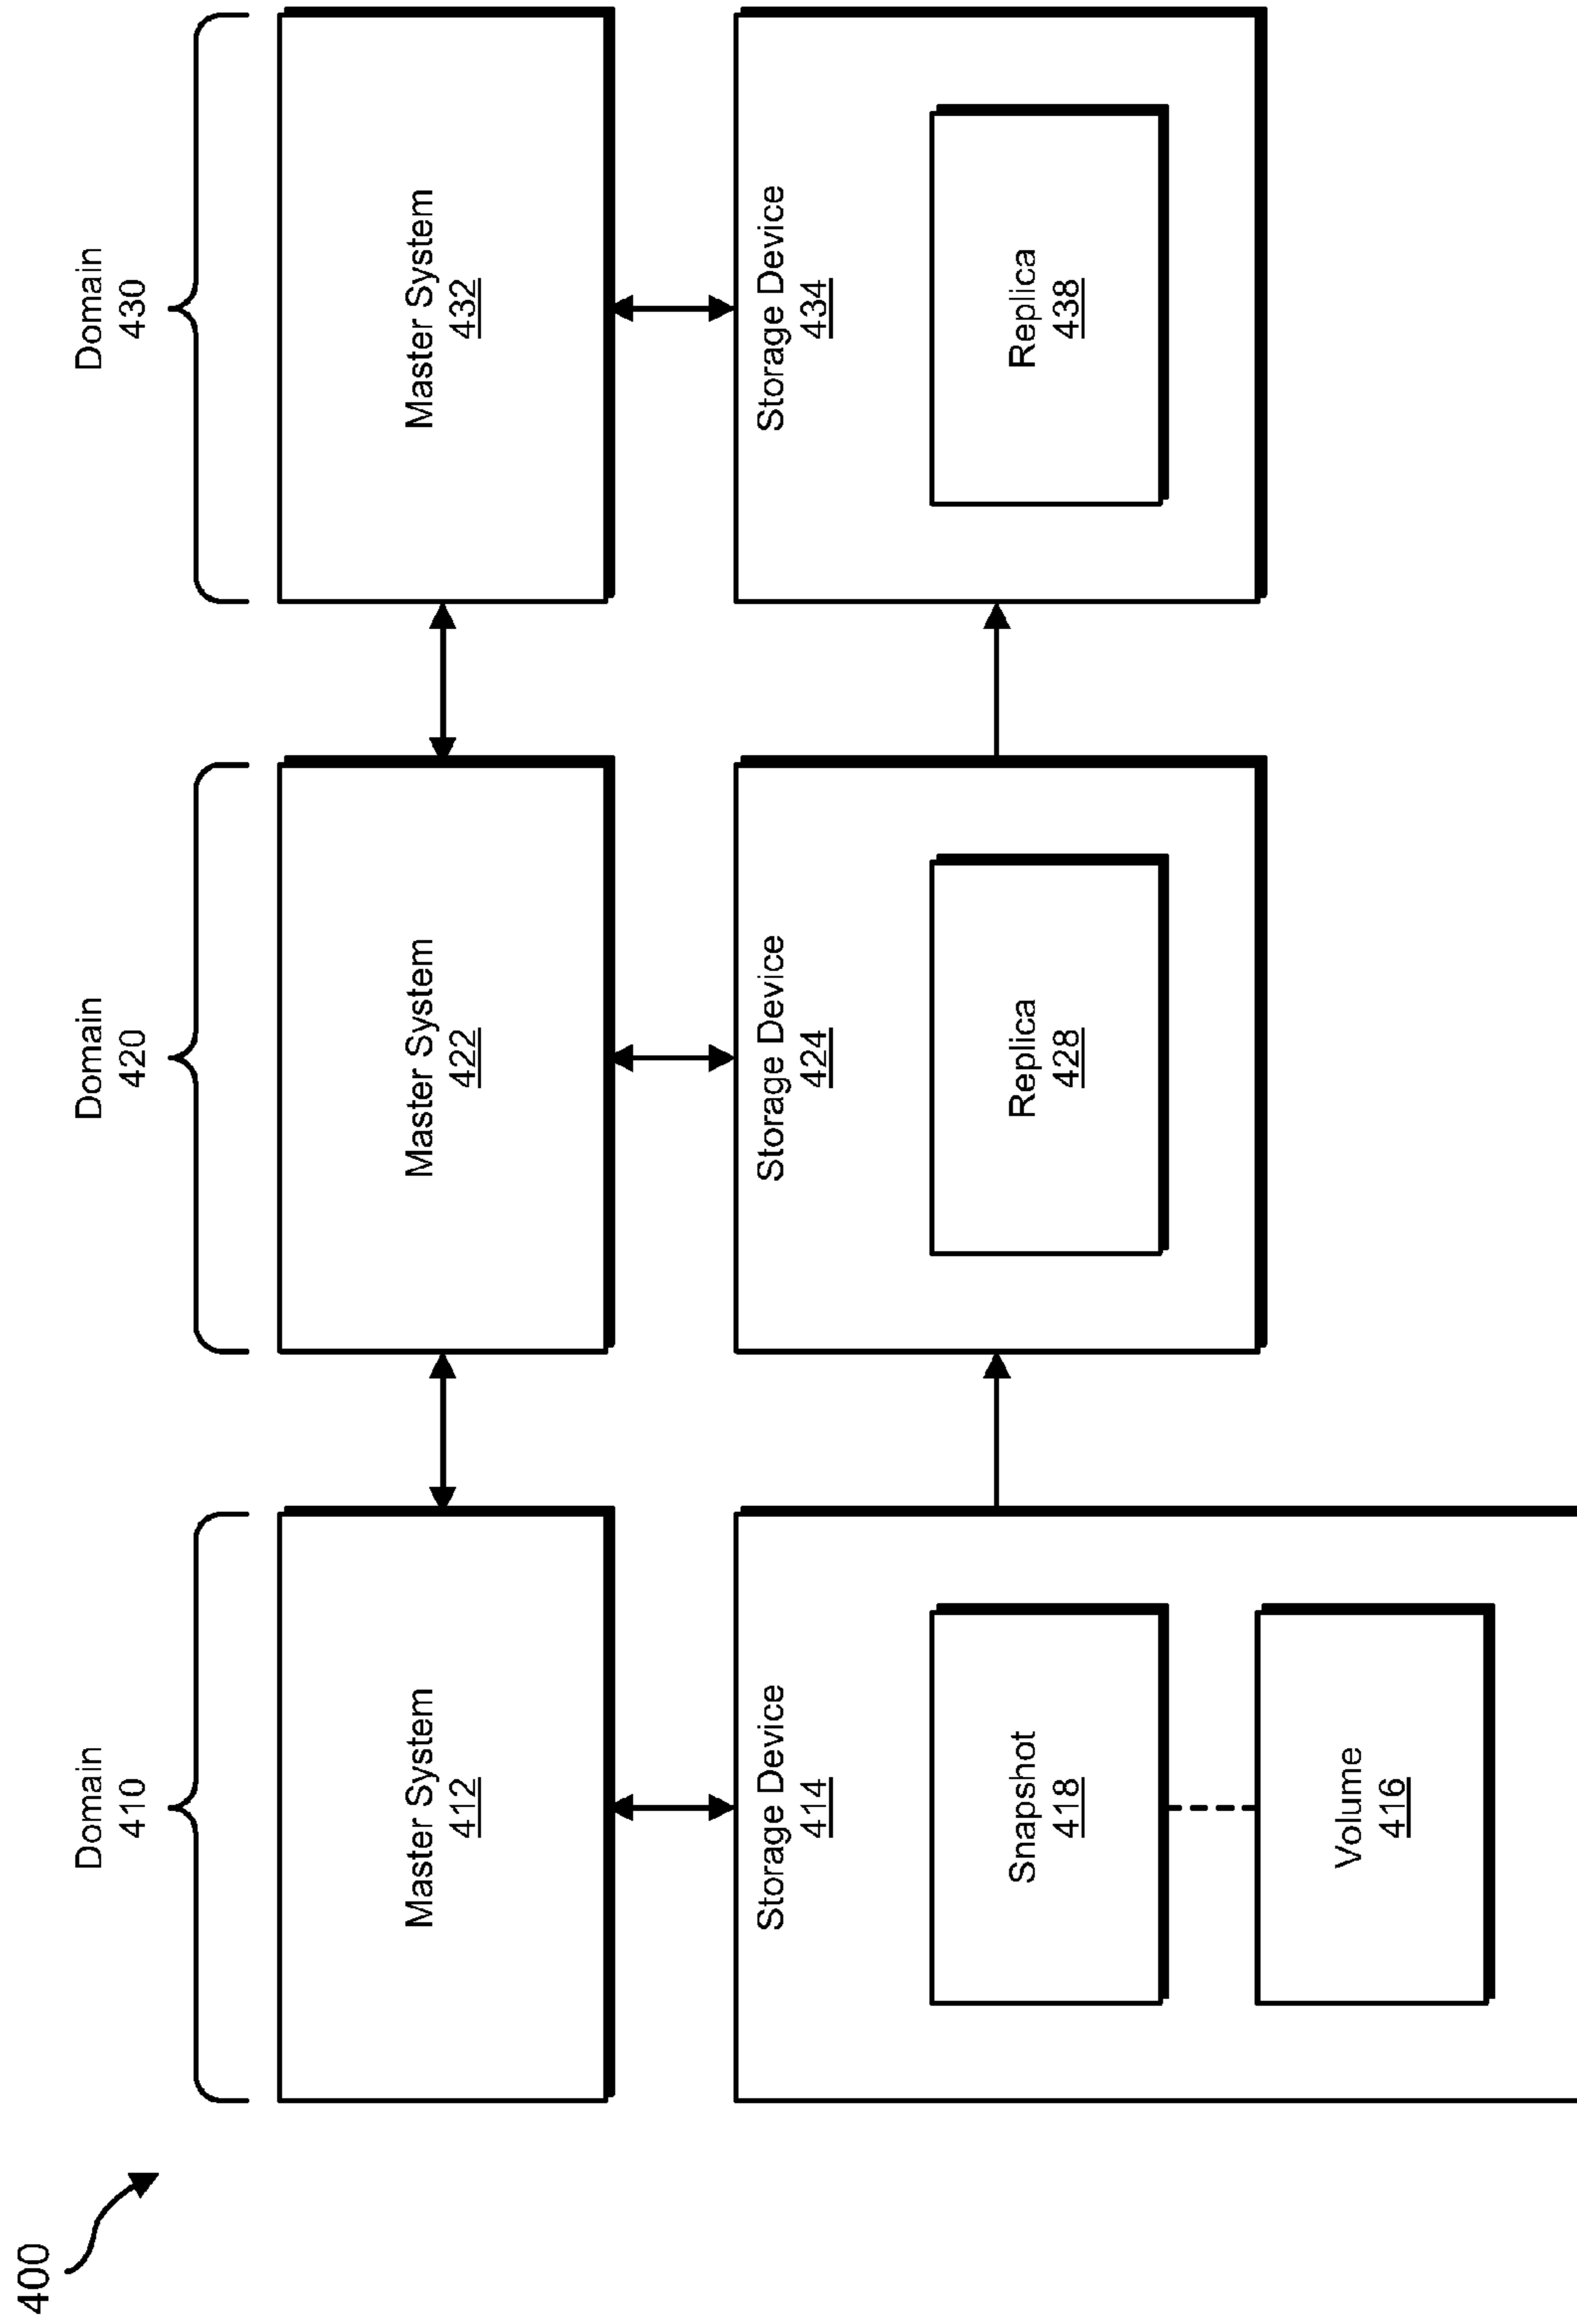 400
Domain
410
Domain
420
Domain
430
Master System
412
Master System
422
Master System
432
Storage Device
414
Storage Device
424
Storage Device
434
Snapshot
418
Replica
428
Replica
438
Volume
416